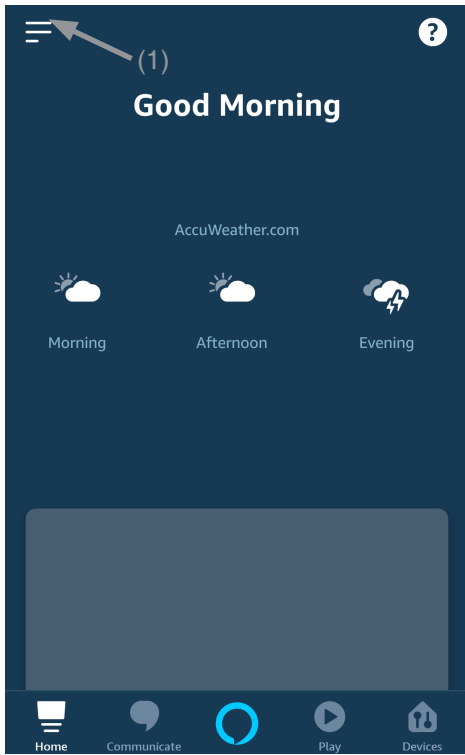 ?
(1)
Good Morning
AccuWeather.com
Morning Afternoon Evening
Home Communicate Play Devices